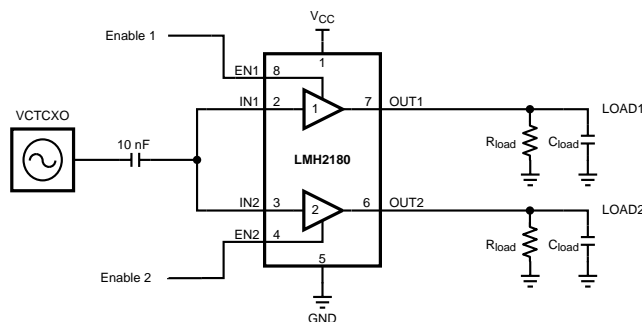 VCC
Enable 1
1
EN1 8
VCTCXO
10 nF
IN1 2
1
7 OUT1
LOAD1
Rload
Cload
LMH2180
IN2 3
2
6 OUT2
LOAD2
EN2 4
Rload
Cload
Enable 2
5
GND